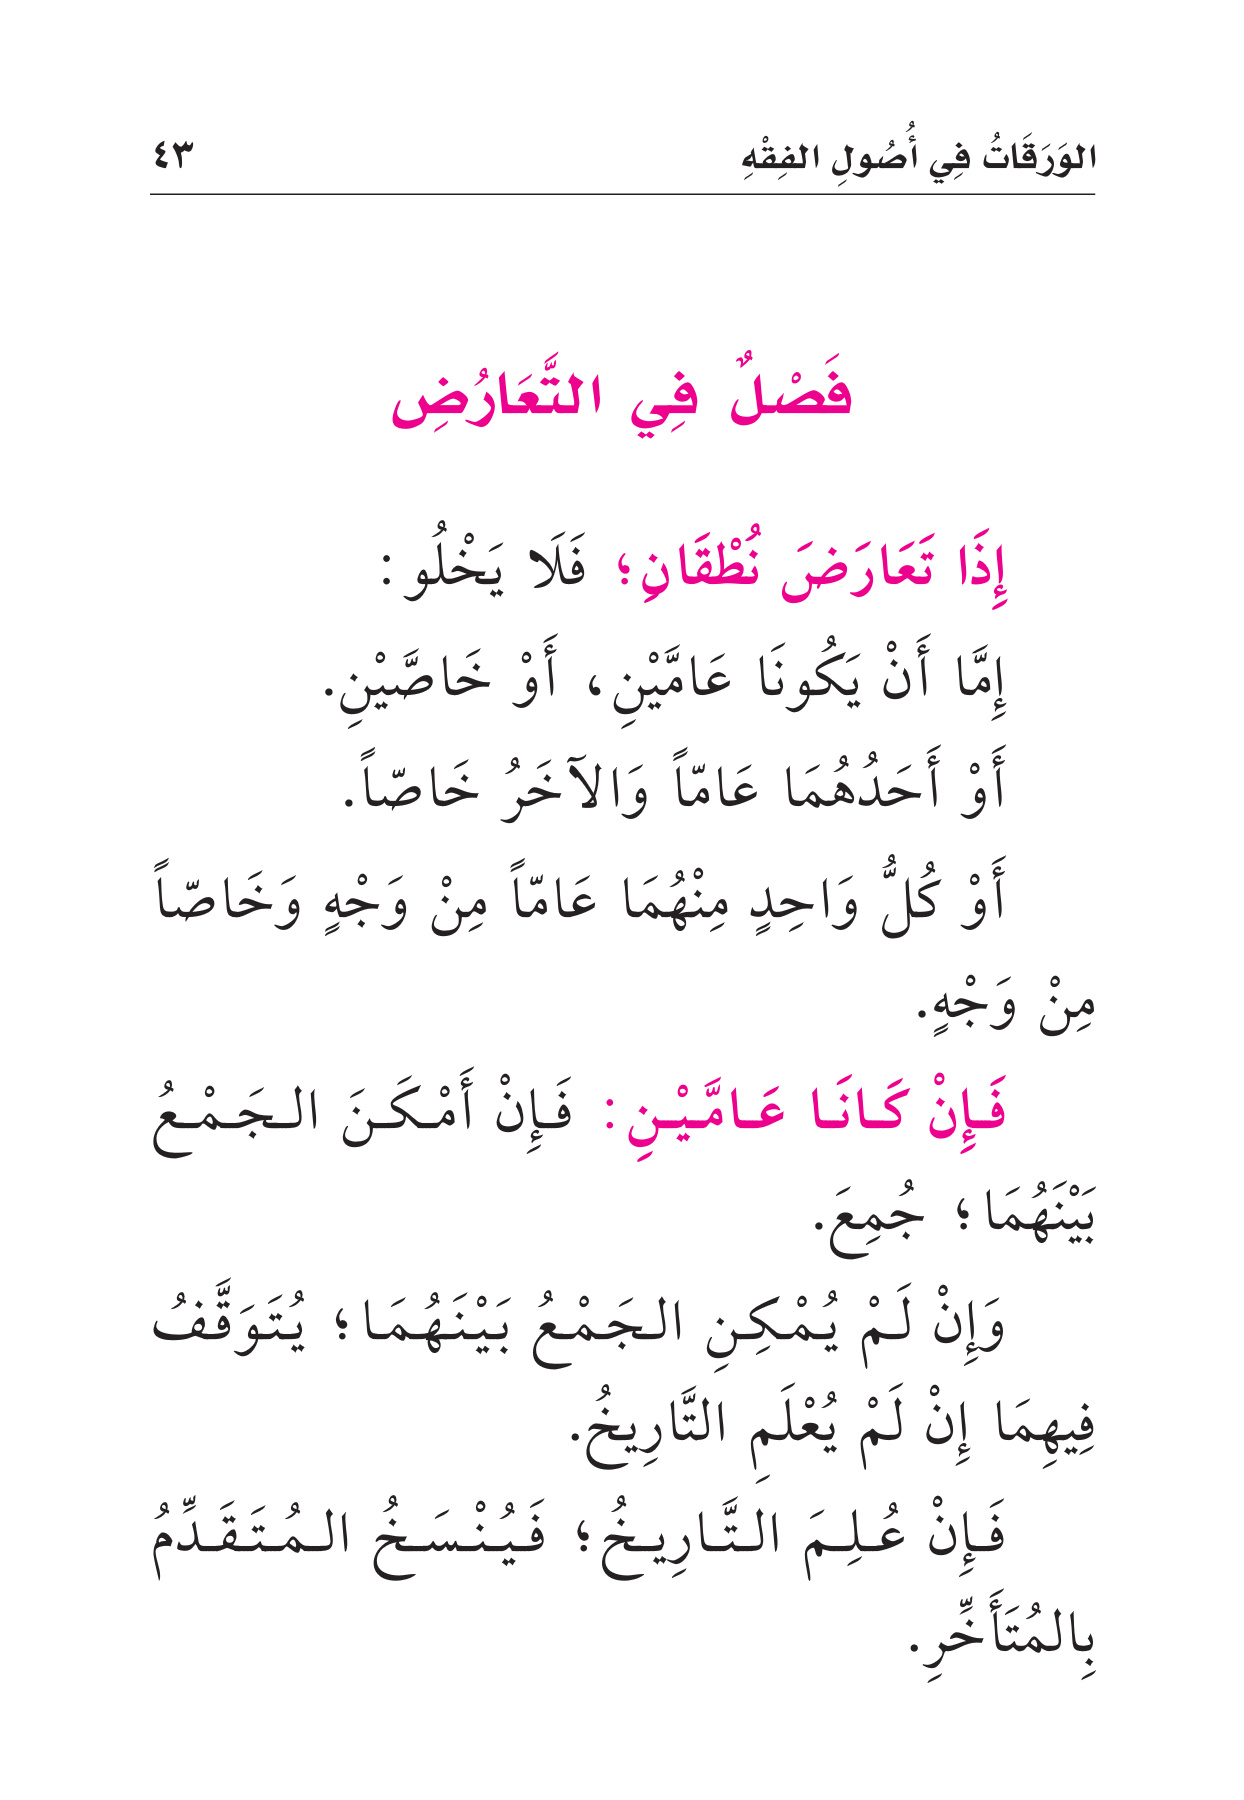 الوَرَقَاتُ فِي أُصُولِ الفِقْهِ ٤٣
فَصْلٌ فِي التَّعَارُضِ
إِذَا تَعَارَضَ نُطْقَانِ؛ فَلَا يَخْلُو:
إِمَّا أَنْ يَكُونَا عَامَّيْنِ، أَوْ خَاصَّيْنِ.
أَوْ أَحَدُهُمَا عَامّاً وَالآخَرُ خَاصّاً.
أَوْ كُلُّ وَاحِدٍ مِنْهُمَا عَامّاً مِنْ وَجْهٍ وَخَاصّاً
مِنْ وَجْهٍ.
فَإِنْ كَانَا عَامَّيْنِ: فَإِنْ أَمْكَنَ الجَمْعُ
بَيْنَهُمَا؛ جُمِعَ.
وَإِنْ لَمْ يُمْكِنِ الجَمْعُ بَيْنَهُمَا؛ يُتَوَقَّفُ
فِيهِمَا إِنْ لَمْ يُعْلَمِ التَّارِيخُ.
فَإِنْ عُلِمَ التَّارِيخُ؛ فَيُنْسَخُ المُتَقَدِّمُ
بِالمُتَأَخِّرِ.